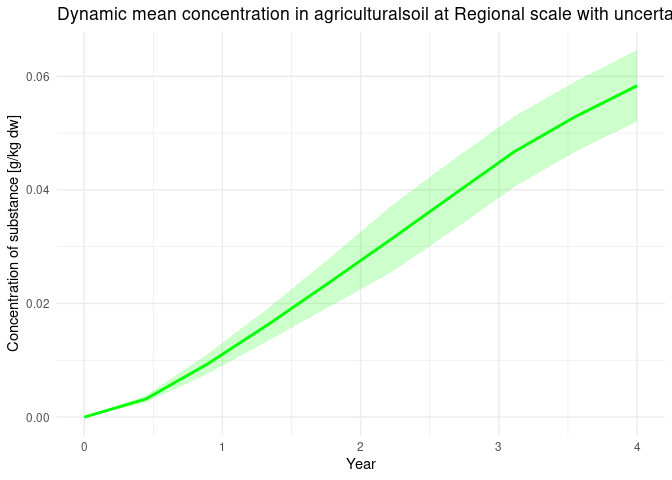 Dynamic mean concentration in agriculturalsoil at Regional scale with uncerta
Concentration of substance [g/kg dw]
0.06
0.04
0.02
0.00
0 1 2 3 4
Year